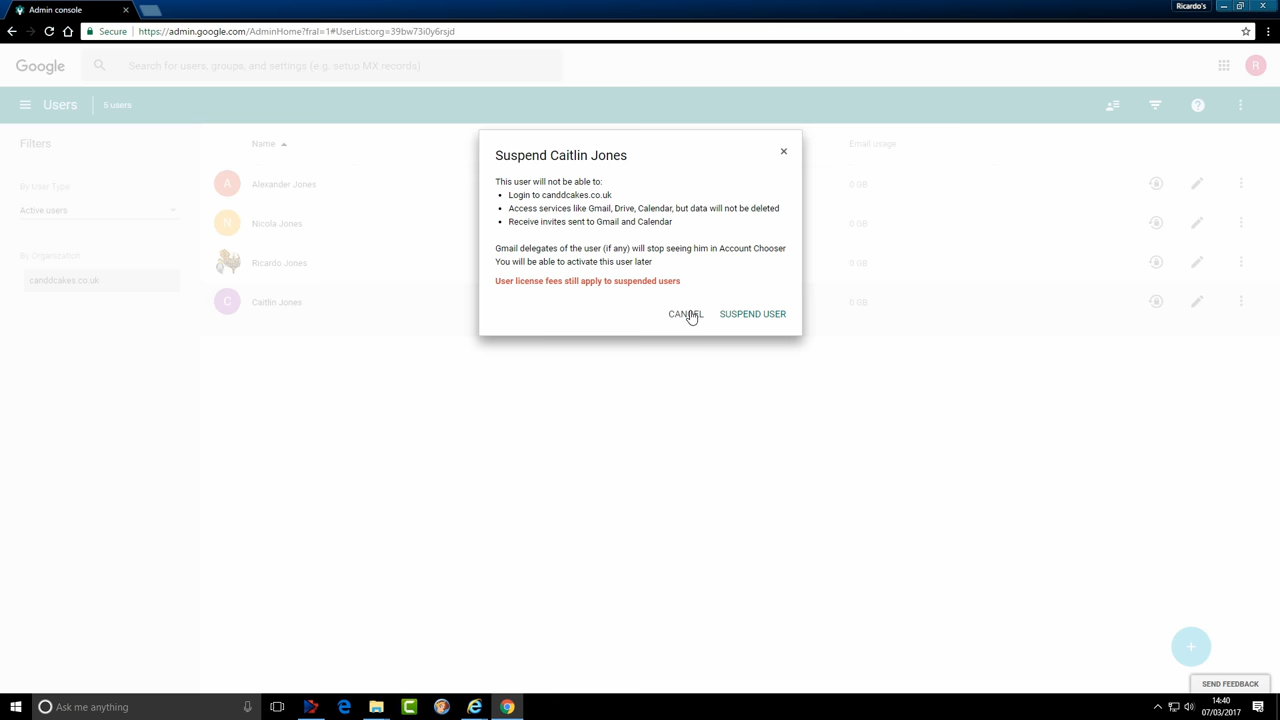 Admin console
Ricardo's
Secure
https://admin.google.com/AdminHome?fral=1#UserList:org=39bw73i0y6rsjd
Google
Search for users, groups, and settings (e.g. setup MX records)
R
Users
5 users
Filters
Name
Email usage
By User Type
Active users
By Organization
canddcakes.co.uk
A
Alexander Jones
0 GB
N
Nicola Jones
0 GB
Ricardo Jones
0 GB
C
Caitlin Jones
0 GB
Suspend Caitlin Jones
This user will not be able to:
• Login to canddcakes.co.uk
• Access services like Gmail, Drive, Calendar, but data will not be deleted
• Receive invites sent to Gmail and Calendar
Gmail delegates of the user (if any) will stop seeing him in Account Chooser
You will be able to activate this user later
User license fees still apply to suspended users
CANCEL
SUSPEND USER
SEND FEEDBACK
Ask me anything
14:40
07/03/2017